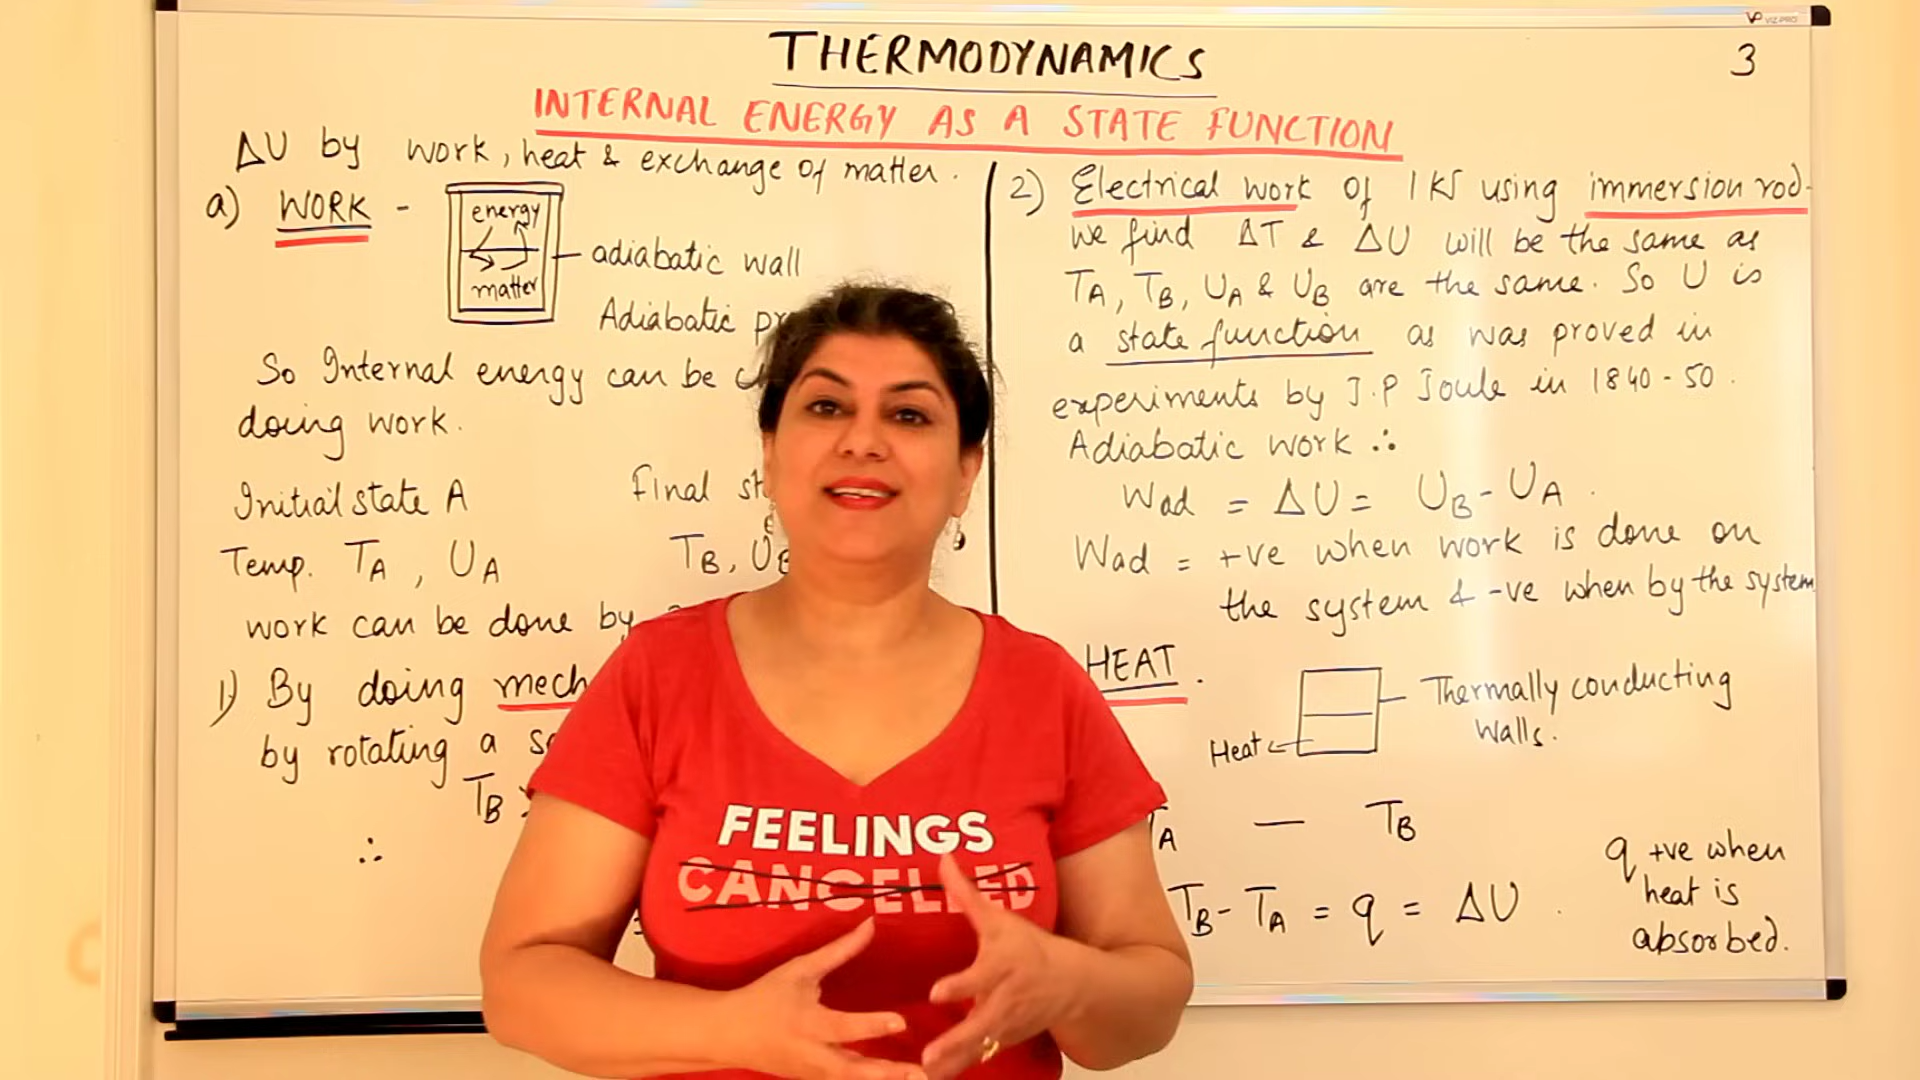 VP VIZ-PRO
THERMODYNAMICS
3
INTERNAL ENERGY AS A STATE FUNCTION
ΔU by work, heat & exchange of matter.
a) WORK -
energy
matter
adiabatic wall
Adiabatic
So Internal energy can be
doing work.
Initial state A
Final
Temp. TA , UA
TB, UB
work can be done by
1) By doing
by rotating a
TB
∴
2) Electrical work of 1 KJ using immersion rod-
we find ΔT & ΔU will be the same as
TA, TB, UA & UB are the same. So U is
a state function as was proved in
experiments by J.P Joule in 1840-50.
Adiabatic work ∴
Wad = ΔU = UB - UA .
Wad = +ve when work is done on
the system & -ve when by the system
HEAT .
Thermally conducting
walls.
Heat
TA — TB
TB - TA = q = ΔU .
q +ve when
heat is
absorbed.
FEELINGS
CANCELLED